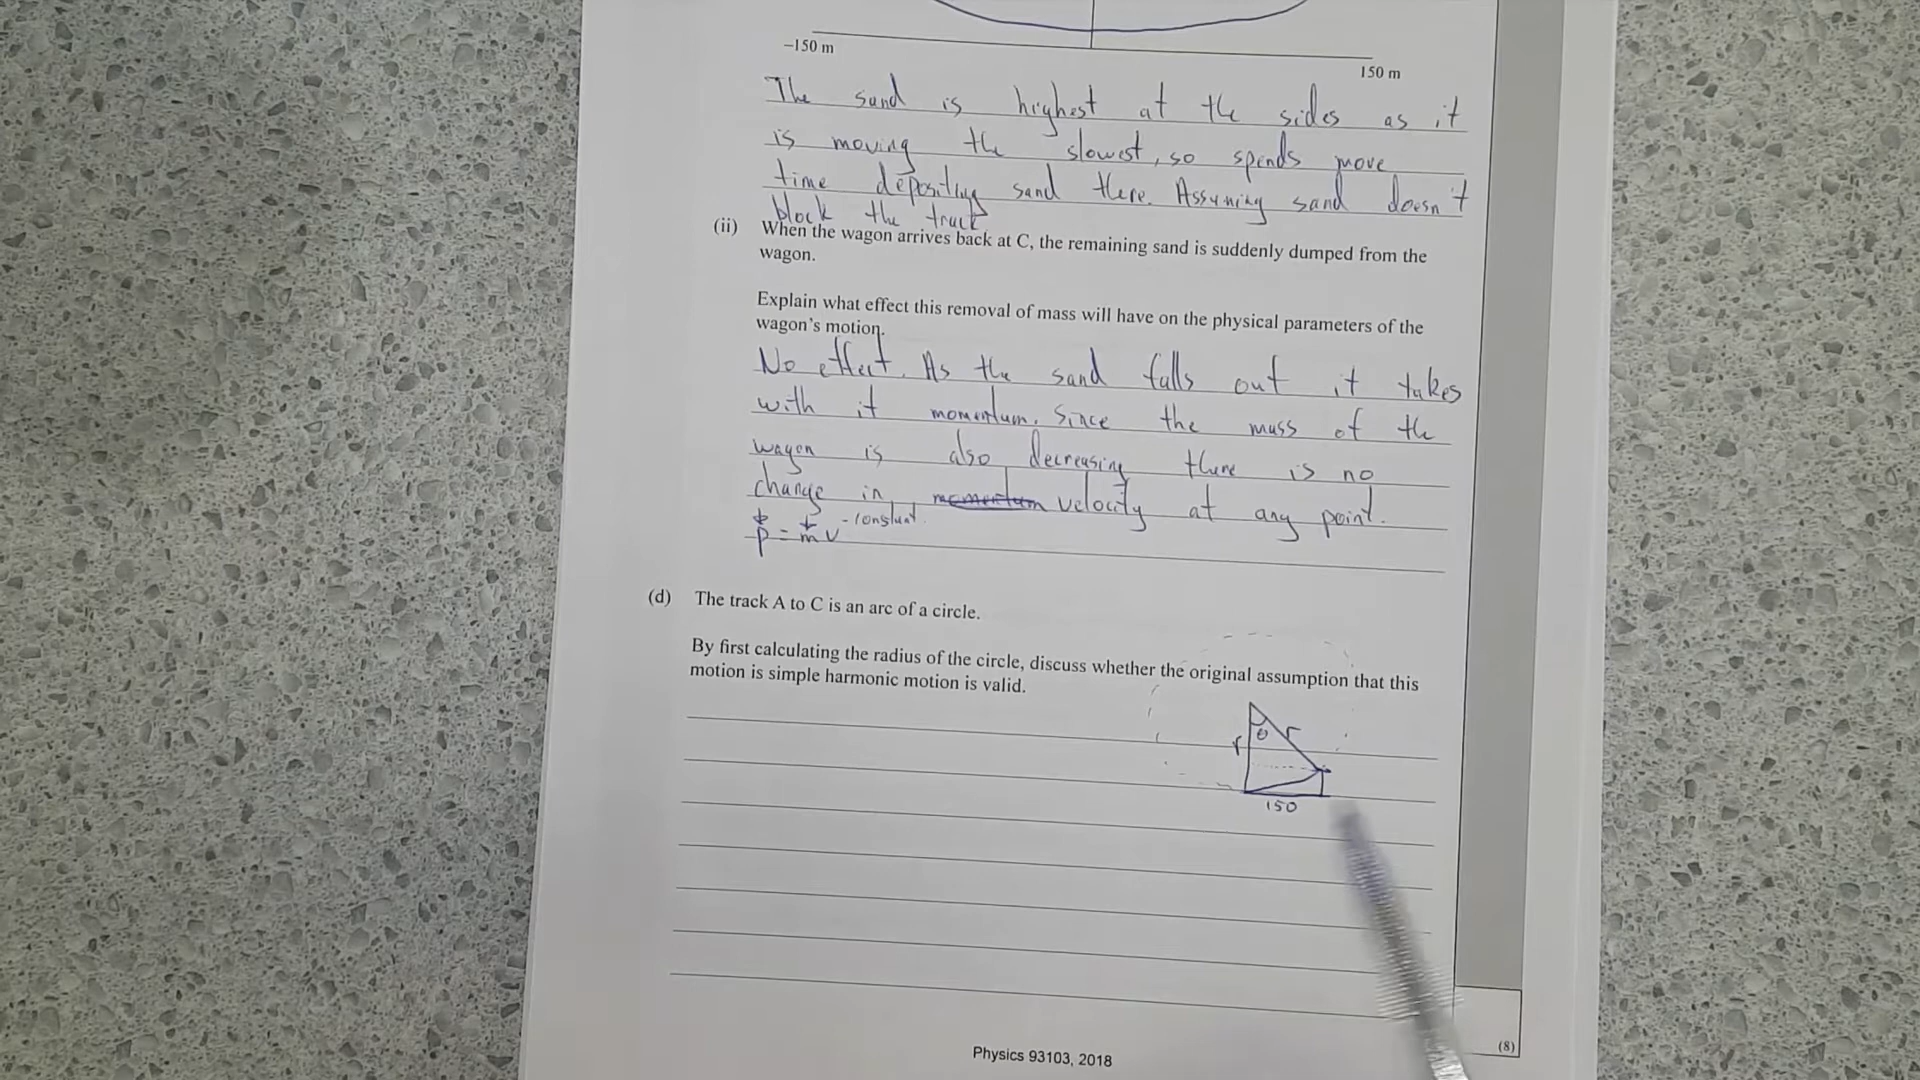 −150 m
150 m
The sand is highest at the sides as it
is moving the slowest, so spends more
time depositing sand there. Assuming sand doesn't
block the track
(ii) When the wagon arrives back at C, the remaining sand is suddenly dumped from the
wagon.
Explain what effect this removal of mass will have on the physical parameters of the
wagon's motion.
No effect. As the sand falls out it takes
with it momentum. Since the mass of the
wagon is also decreasing there is no
change in momentum velocity at any point.
↓ ↓
p = m v - constant.
(d) The track A to C is an arc of a circle.
By first calculating the radius of the circle, discuss whether the original assumption that this
motion is simple harmonic motion is valid.
θ
r
r
150
Physics 93103, 2018
(8)